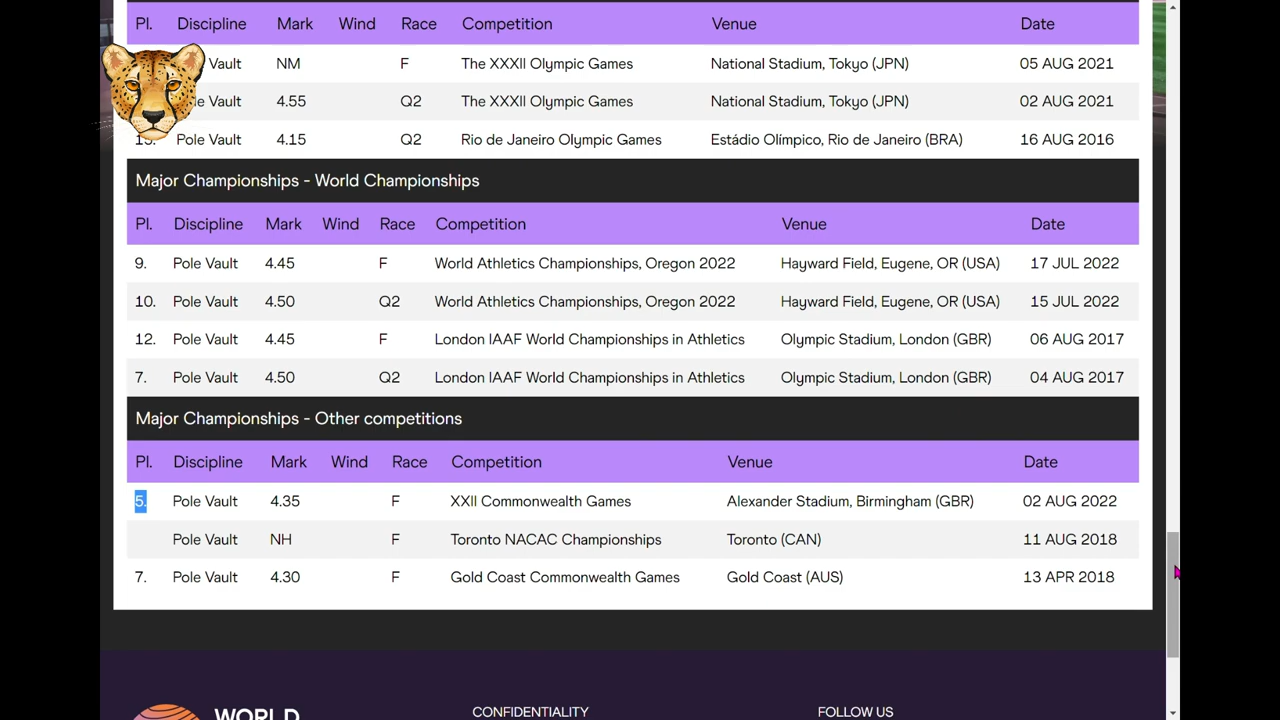 Pl. Discipline Mark Wind Race Competition Venue Date
Vault NM F The XXXII Olympic Games National Stadium, Tokyo (JPN) 05 AUG 2021
Vault 4.55 Q2 The XXXII Olympic Games National Stadium, Tokyo (JPN) 02 AUG 2021
Pole Vault 4.15 Q2 Rio de Janeiro Olympic Games Estádio Olímpico, Rio de Janeiro (BRA) 16 AUG 2016
Major Championships - World Championships
Pl. Discipline Mark Wind Race Competition Venue Date
9. Pole Vault 4.45 F World Athletics Championships, Oregon 2022 Hayward Field, Eugene, OR (USA) 17 JUL 2022
10. Pole Vault 4.50 Q2 World Athletics Championships, Oregon 2022 Hayward Field, Eugene, OR (USA) 15 JUL 2022
12. Pole Vault 4.45 F London IAAF World Championships in Athletics Olympic Stadium, London (GBR) 06 AUG 2017
7. Pole Vault 4.50 Q2 London IAAF World Championships in Athletics Olympic Stadium, London (GBR) 04 AUG 2017
Major Championships - Other competitions
Pl. Discipline Mark Wind Race Competition Venue Date
5. Pole Vault 4.35 F XXII Commonwealth Games Alexander Stadium, Birmingham (GBR) 02 AUG 2022
Pole Vault NH F Toronto NACAC Championships Toronto (CAN) 11 AUG 2018
7. Pole Vault 4.30 F Gold Coast Commonwealth Games Gold Coast (AUS) 13 APR 2018
WORLD CONFIDENTIALITY FOLLOW US